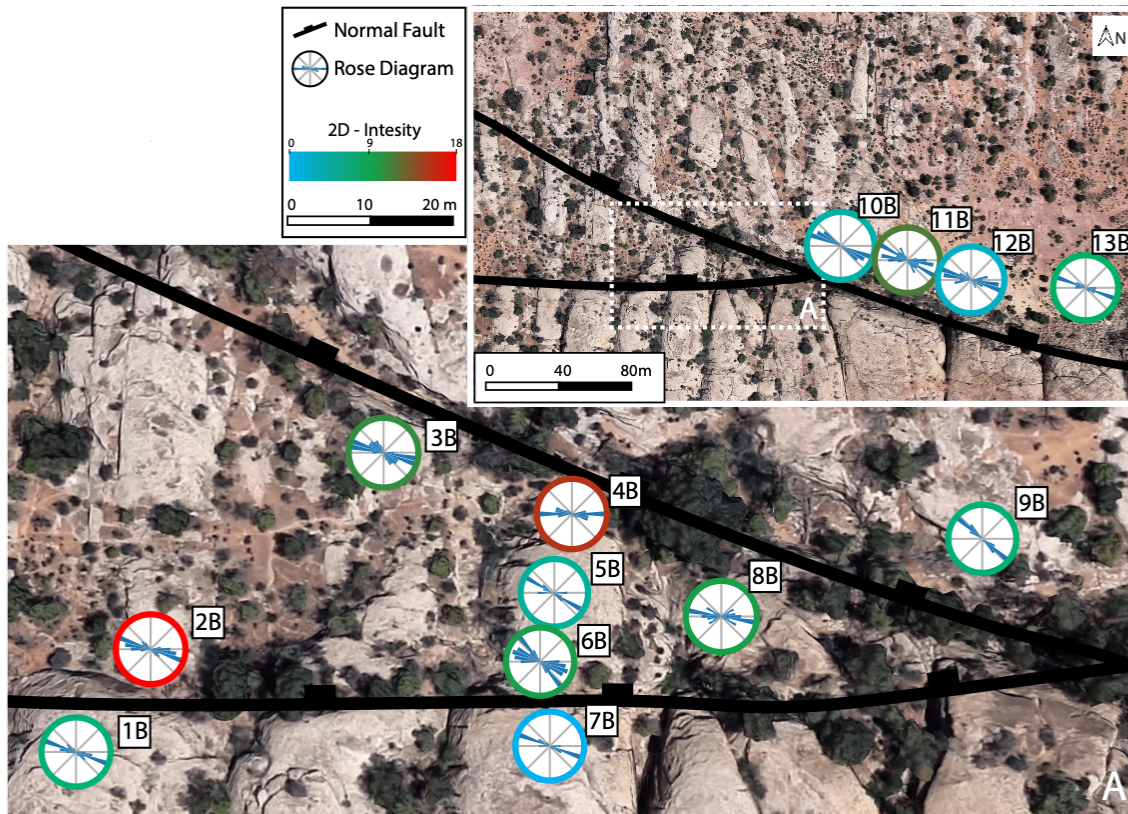 Normal Fault
Rose Diagram
2D - Intesity
0 9 18
0 10 20 m
N
10B
11B
12B
13B
A
0 40 80m
3B
4B
9B
5B
8B
2B
6B
7B
1B
A